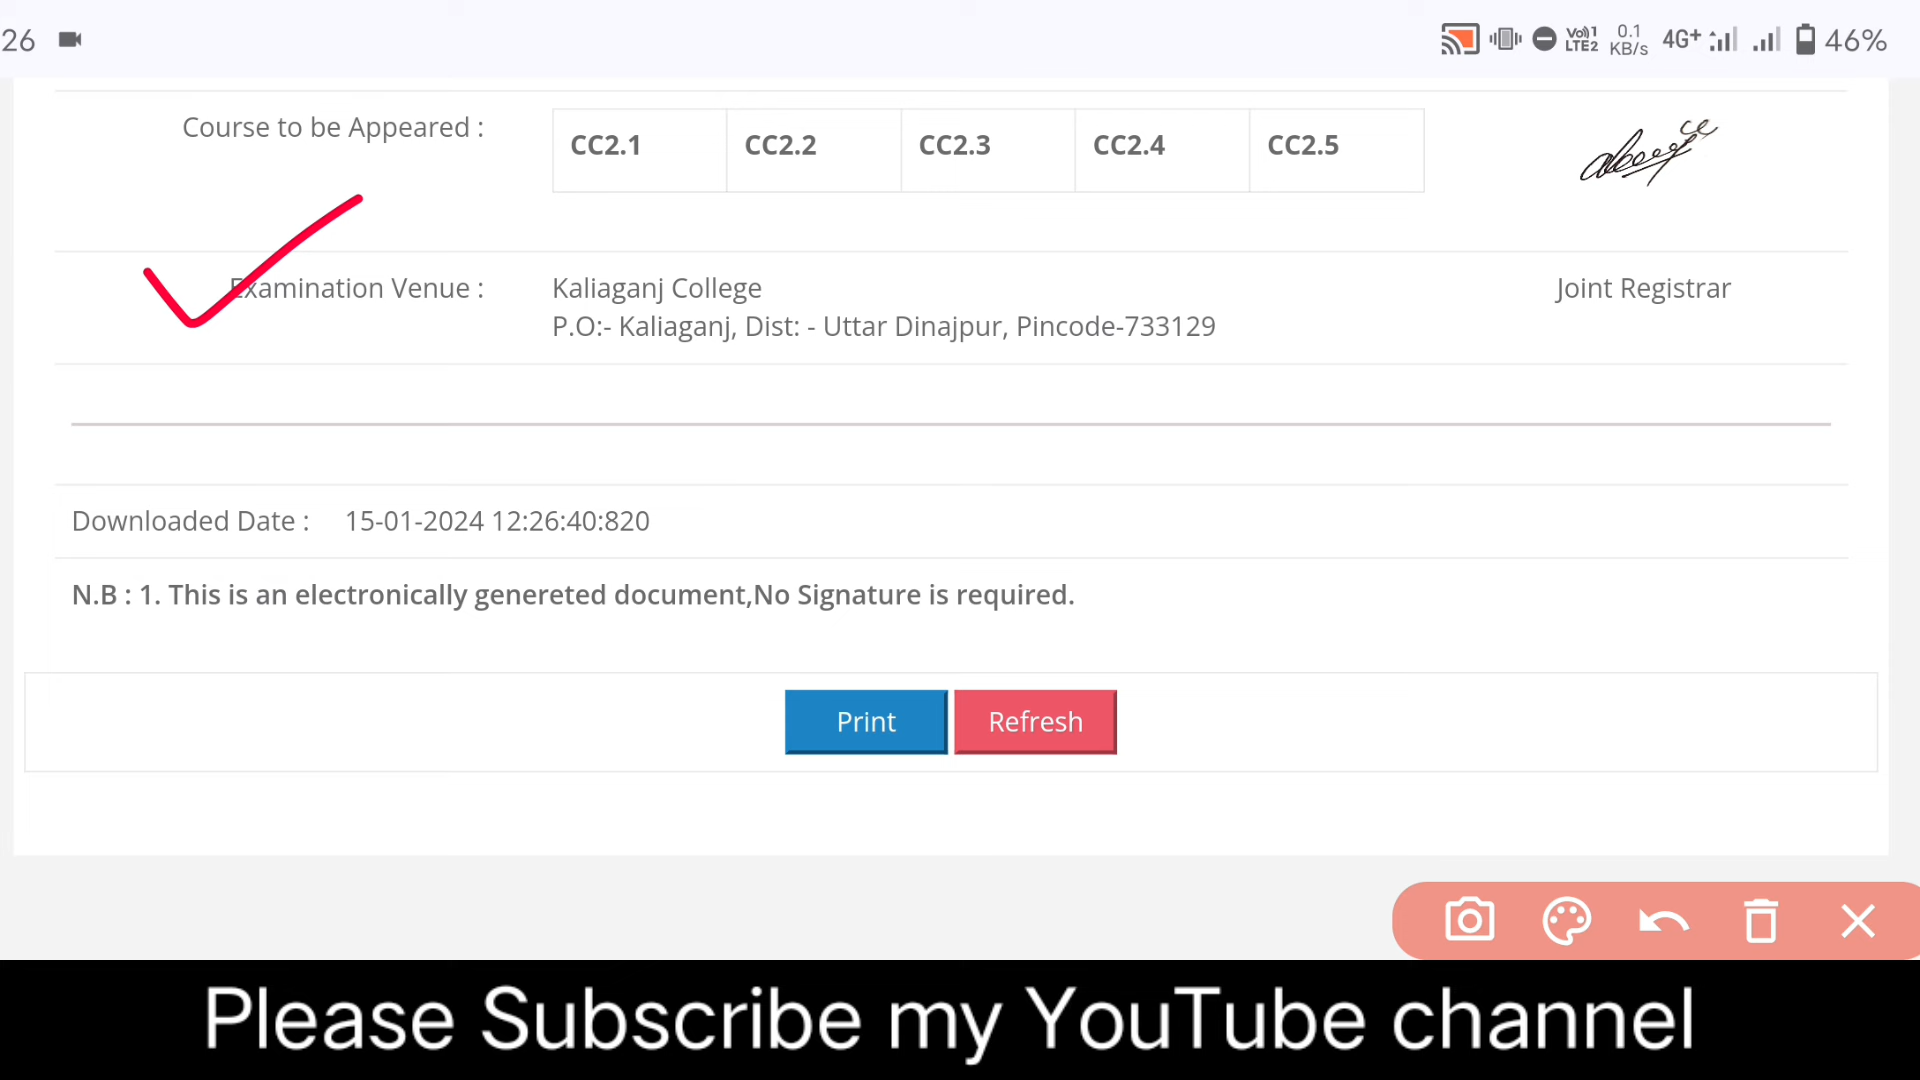 26
Vo)) 1 LTE2 0.1 KB/s 4G+ 46%
Course to be Appeared : CC2.1 CC2.2 CC2.3 CC2.4 CC2.5
Examination Venue : Kaliaganj College Joint Registrar
P.O:- Kaliaganj, Dist: - Uttar Dinajpur, Pincode-733129
Downloaded Date : 15-01-2024 12:26:40:820
N.B : 1. This is an electronically genereted document,No Signature is required.
Print Refresh
Please Subscribe my YouTube channel